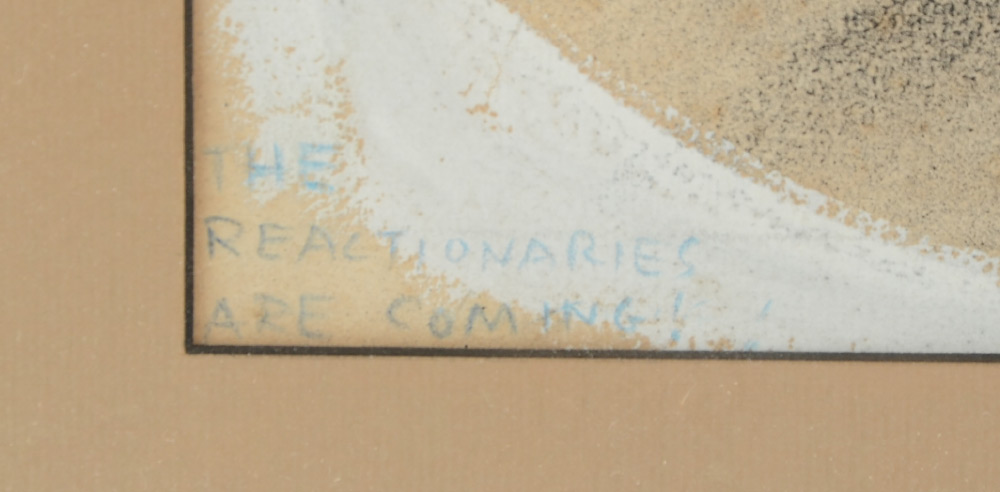 THE
REACTIONARIES
ARE COMING!